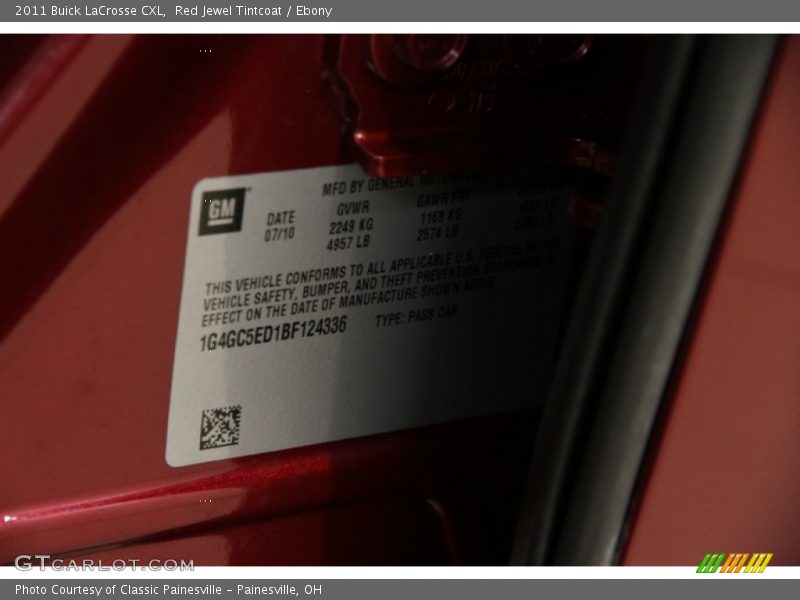 2011 Buick LaCrosse CXL,  Red Jewel Tintcoat / Ebony
GM
MFD BY GENERAL MOTORS LLC
DATE GVWR GAWR FRT
07/10 2249 KG 1168 KG
4957 LB 2574 LB
THIS VEHICLE CONFORMS TO ALL APPLICABLE U.S. FEDERAL MOTOR
VEHICLE SAFETY, BUMPER, AND THEFT PREVENTION STANDARDS IN
EFFECT ON THE DATE OF MANUFACTURE SHOWN ABOVE
1G4GC5ED1BF124336 TYPE: PASS CAR
GTCARLOT.COM
Photo Courtesy of Classic Painesville - Painesville, OH